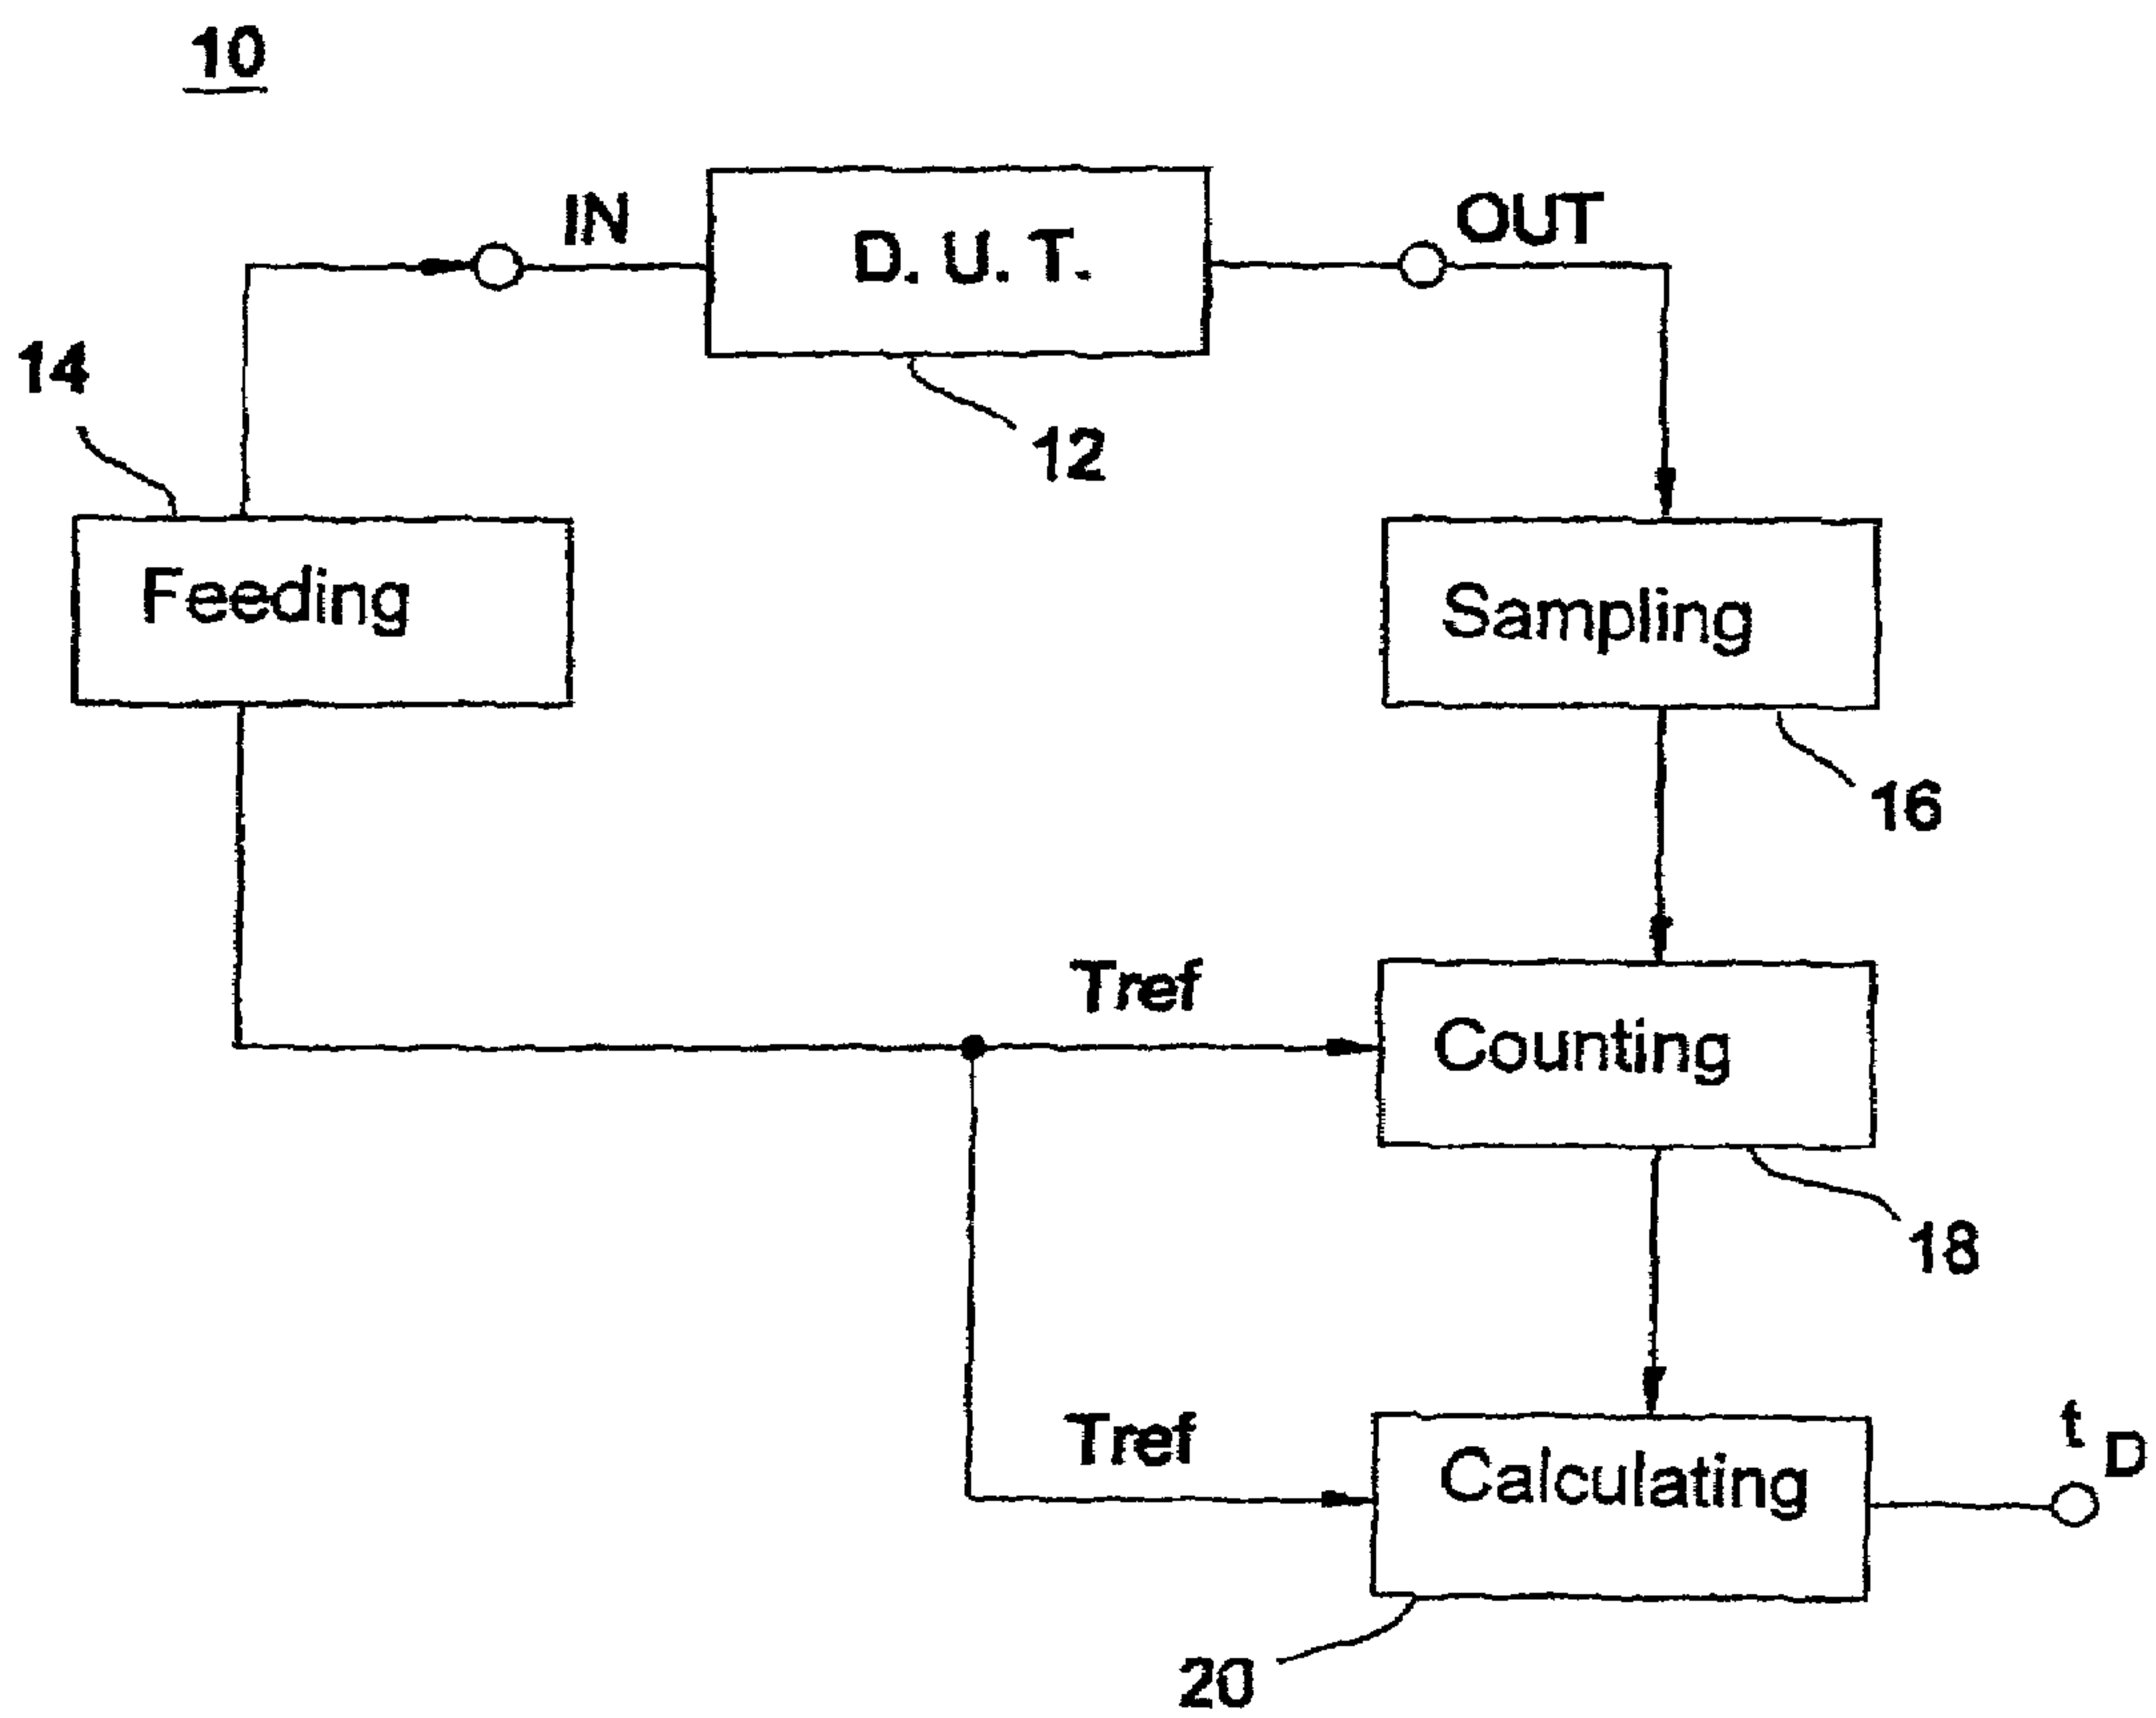 10
IN
D. U. T.
OUT
14
12
Feeding
Sampling
16
Tref
Counting
18
Tref
Calculating
t D
20